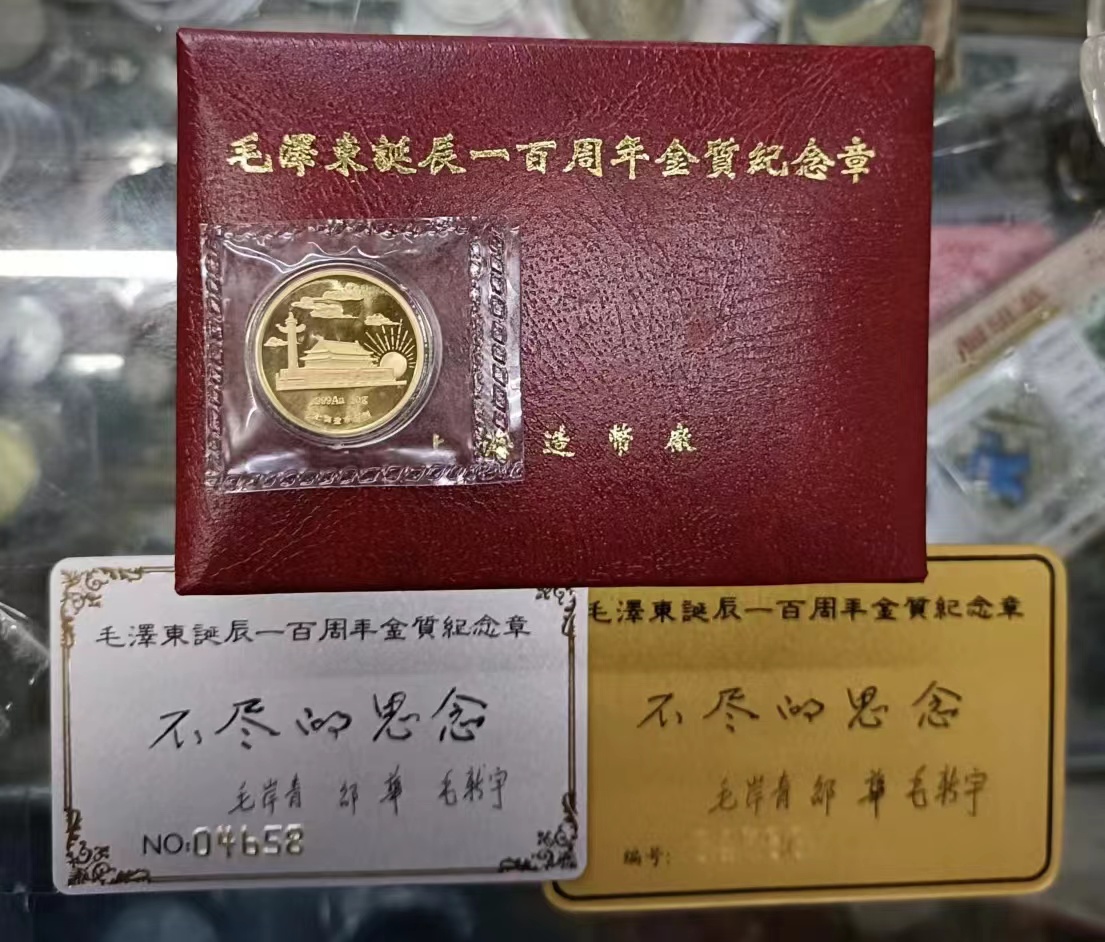 毛澤東誕辰一百周年金質紀念章
999Au
造幣廠
毛澤東誕辰一百周年金質紀念章
不尽的思念
毛岸青 邵華 毛新宇
NO:04658
毛澤東誕辰一百周年金質紀念章
不尽的思念
毛岸青 邵華 毛新宇
编号: